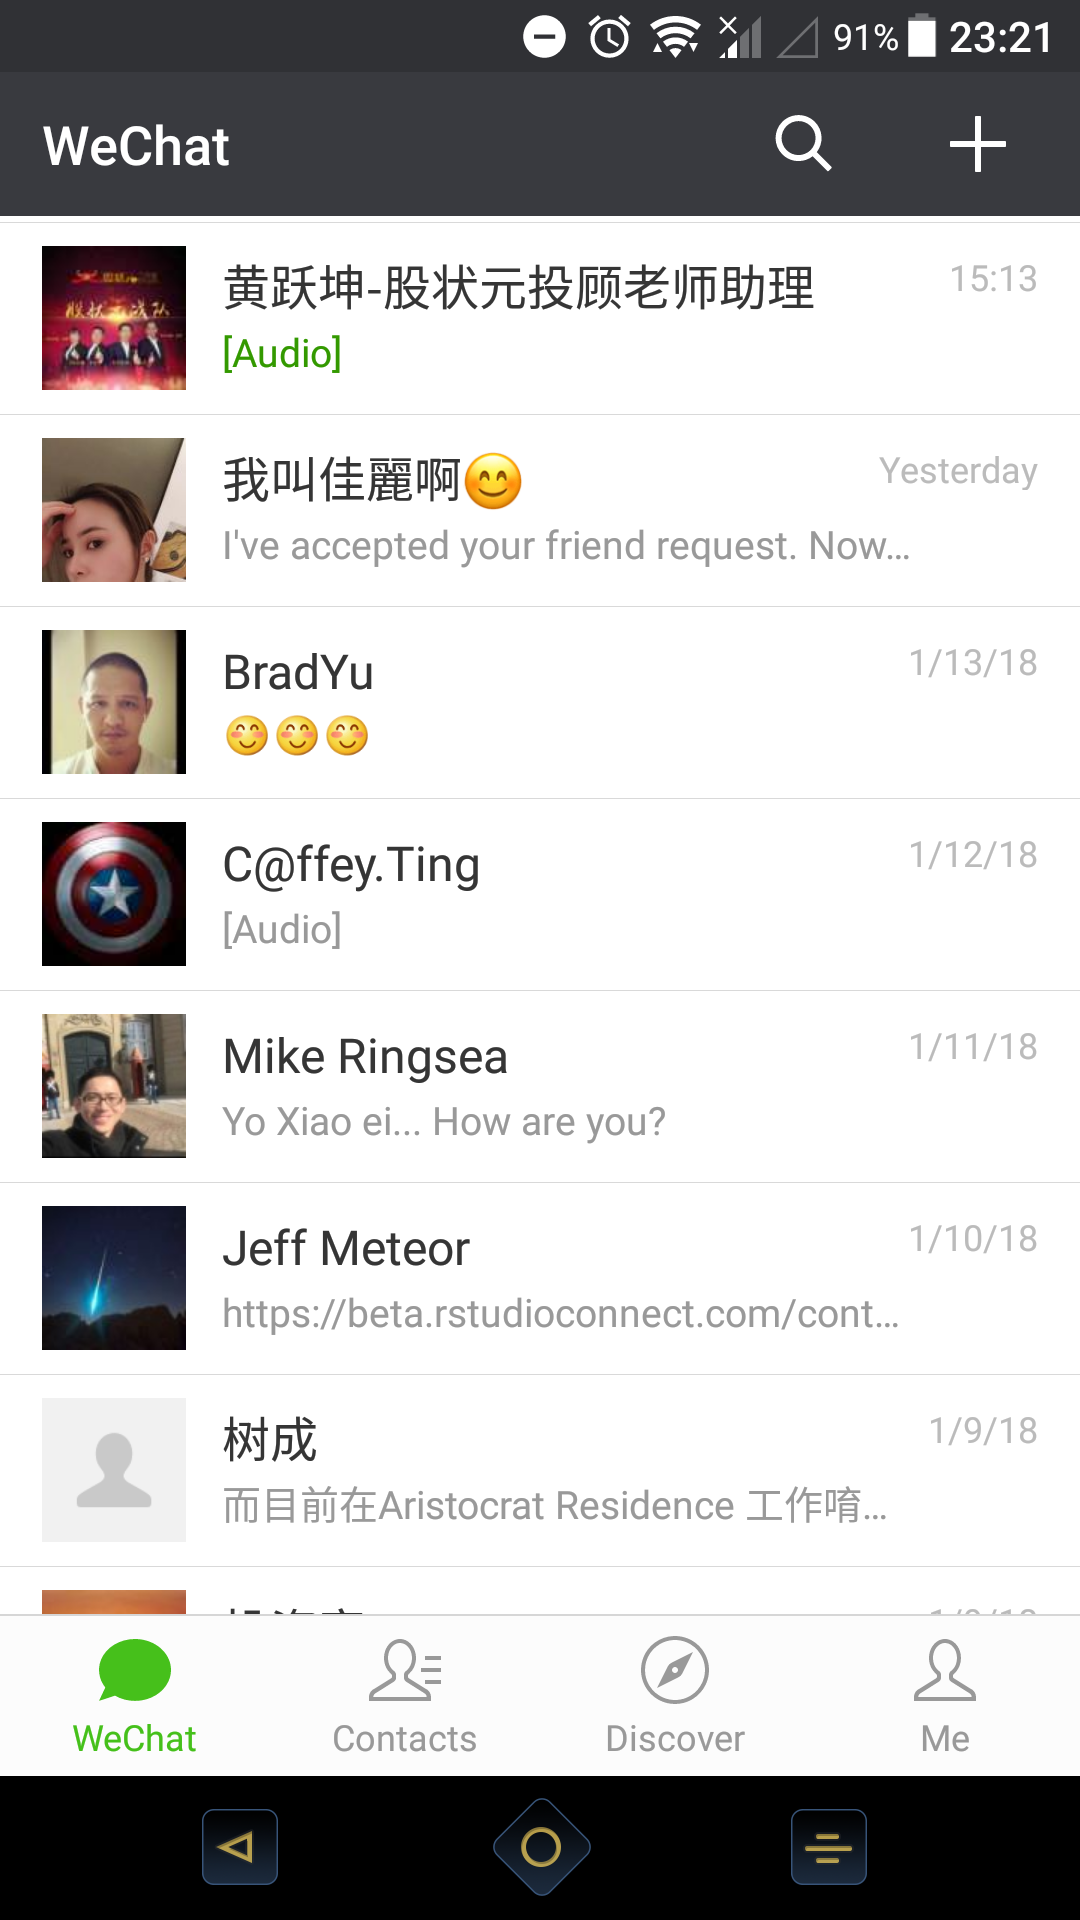 91% 23:21
WeChat
黄跃坤-股状元投顾老师助理 15:13
[Audio]
我叫佳麗啊😊 Yesterday
I've accepted your friend request. Now...
BradYu 1/13/18
😊😊😊
C@ffey.Ting 1/12/18
[Audio]
Mike Ringsea 1/11/18
Yo Xiao ei... How are you?
Jeff Meteor 1/10/18
https://beta.rstudioconnect.com/cont...
树成 1/9/18
而目前在Aristocrat Residence 工作唷...
WeChat Contacts Discover Me